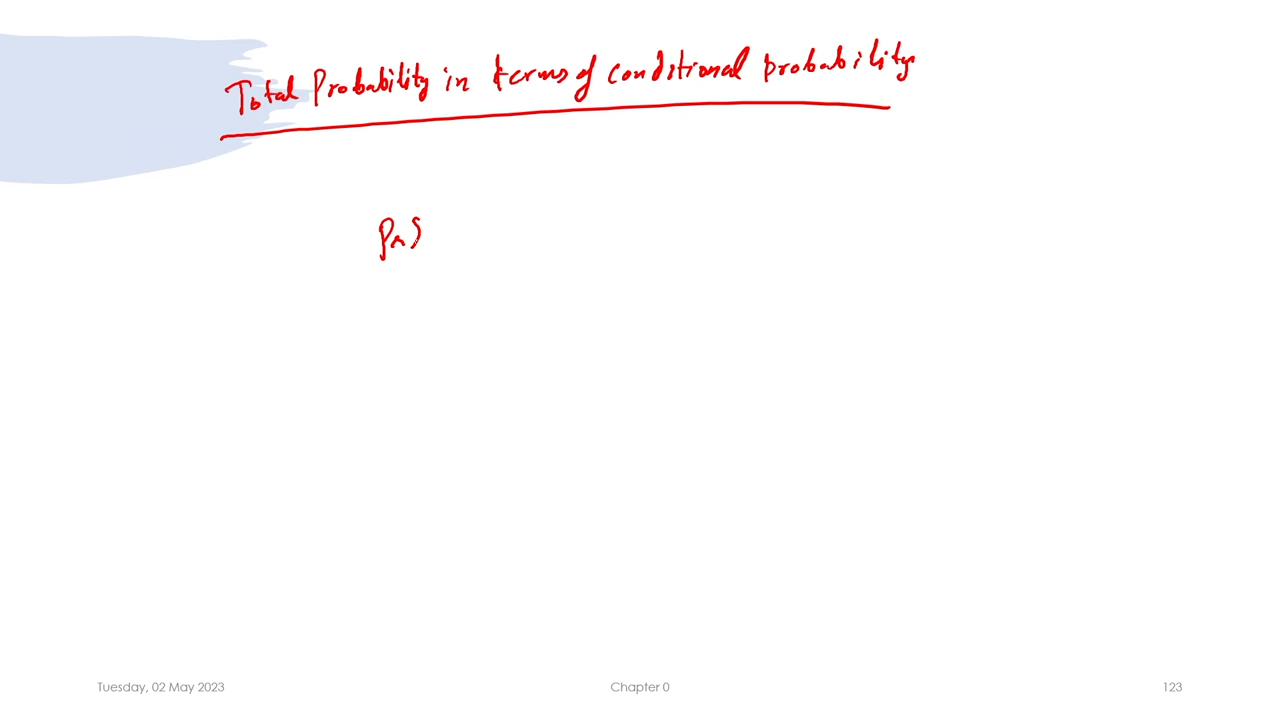 Total Probability in terms of conditional probability
Tuesday, 02 May 2023
Chapter 0
123